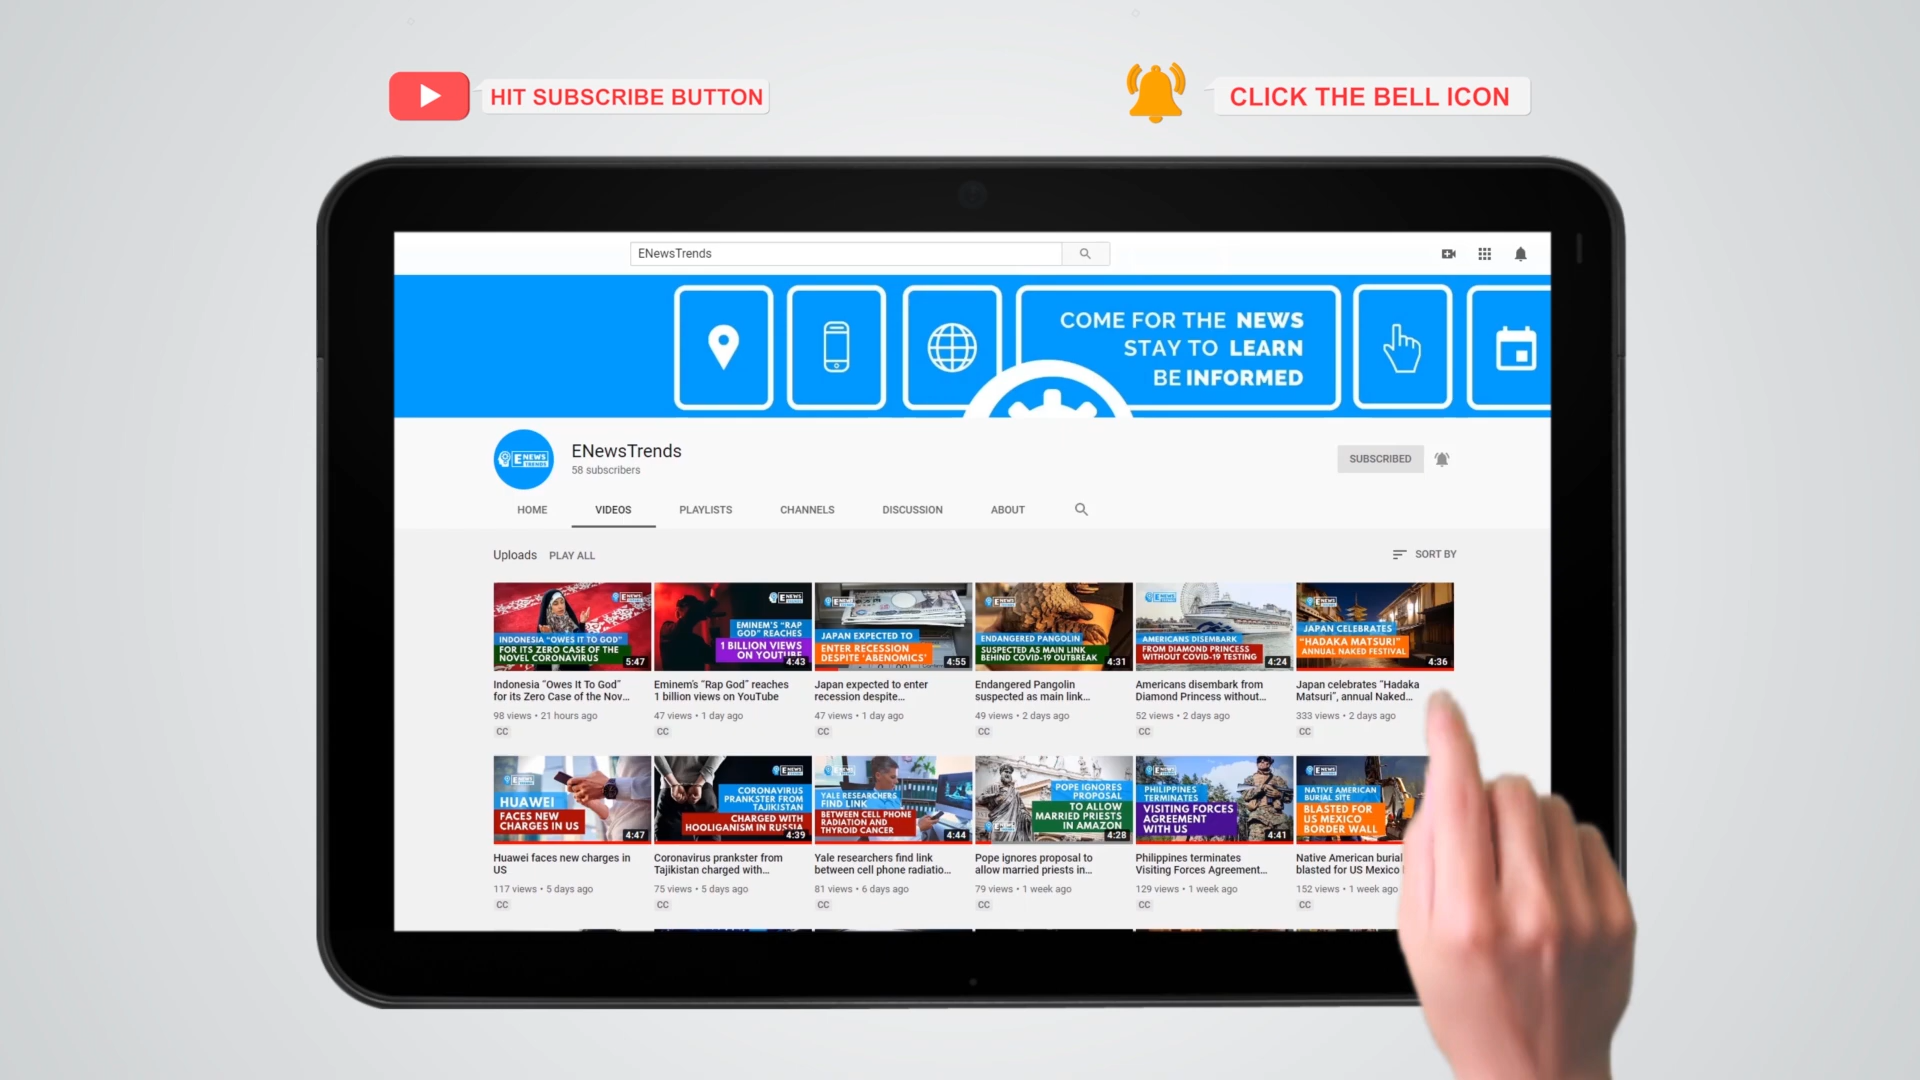 HIT SUBSCRIBE BUTTON
CLICK THE BELL ICON
ENewsTrends
COME FOR THE NEWS
STAY TO LEARN
BE INFORMED
E NEWS
TRENDS
ENewsTrends
58 subscribers
SUBSCRIBED
HOME
VIDEOS
PLAYLISTS
CHANNELS
DISCUSSION
ABOUT
Uploads
PLAY ALL
SORT BY
INDONESIA "OWES IT TO GOD"
FOR ITS ZERO CASE OF THE
NOVEL CORONAVIRUS
5:47
EMINEM'S "RAP
GOD" REACHES
1 BILLION VIEWS
ON YOUTUBE
4:43
JAPAN EXPECTED TO
ENTER RECESSION
DESPITE 'ABENOMICS'
4:55
ENDANGERED PANGOLIN
SUSPECTED AS MAIN LINK
BEHIND COVID-19 OUTBREAK
4:31
AMERICANS DISEMBARK
FROM DIAMOND PRINCESS
WITHOUT COVID-19 TESTING
4:24
JAPAN CELEBRATES
"HADAKA MATSURI"
ANNUAL NAKED FESTIVAL
4:36
Indonesia "Owes It To God"
for its Zero Case of the Nov...
98 views • 21 hours ago
CC
Eminem's "Rap God" reaches
1 billion views on YouTube
47 views • 1 day ago
CC
Japan expected to enter
recession despite...
47 views • 1 day ago
CC
Endangered Pangolin
suspected as main link...
49 views • 2 days ago
CC
Americans disembark from
Diamond Princess without...
52 views • 2 days ago
CC
Japan celebrates "Hadaka
Matsuri", annual Naked...
333 views • 2 days ago
CC
HUAWEI
FACES NEW
CHARGES IN US
4:47
CORONAVIRUS
PRANKSTER FROM
TAJIKISTAN
CHARGED WITH
HOOLIGANISM IN RUSSIA
4:39
YALE RESEARCHERS
FIND LINK
BETWEEN CELL PHONE
RADIATION AND
THYROID CANCER
4:44
POPE IGNORES
PROPOSAL
TO ALLOW
MARRIED PRIESTS
IN AMAZON
4:28
PHILIPPINES
TERMINATES
VISITING FORCES
AGREEMENT
WITH US
4:41
NATIVE AMERICAN
BURIAL SITE
BLASTED FOR
US MEXICO
BORDER WALL
Huawei faces new charges in
US
117 views • 5 days ago
CC
Coronavirus prankster from
Tajikistan charged with...
75 views • 5 days ago
CC
Yale researchers find link
between cell phone radiatio...
81 views • 6 days ago
CC
Pope ignores proposal to
allow married priests in...
79 views • 1 week ago
CC
Philippines terminates
Visiting Forces Agreement...
129 views • 1 week ago
CC
Native American burial
blasted for US Mexico
152 views • 1 week ago
CC